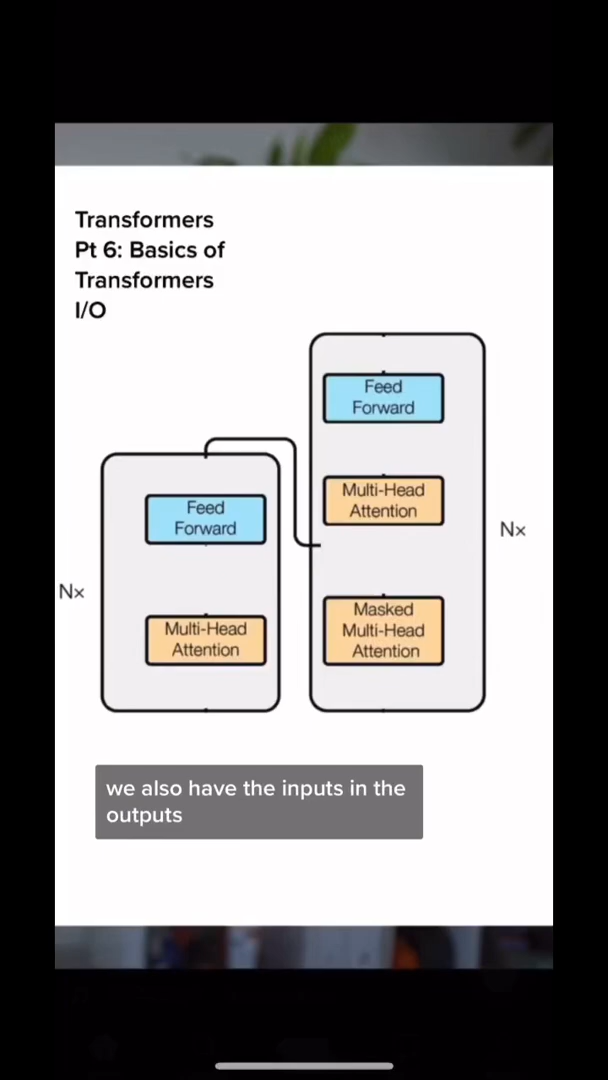 Transformers
Pt 6: Basics of
Transformers
I/O
Feed
Forward
Multi-Head
Attention
Nx
Feed
Forward
Multi-Head
Attention
Masked
Multi-Head
Attention
Nx
we also have the inputs in the
outputs